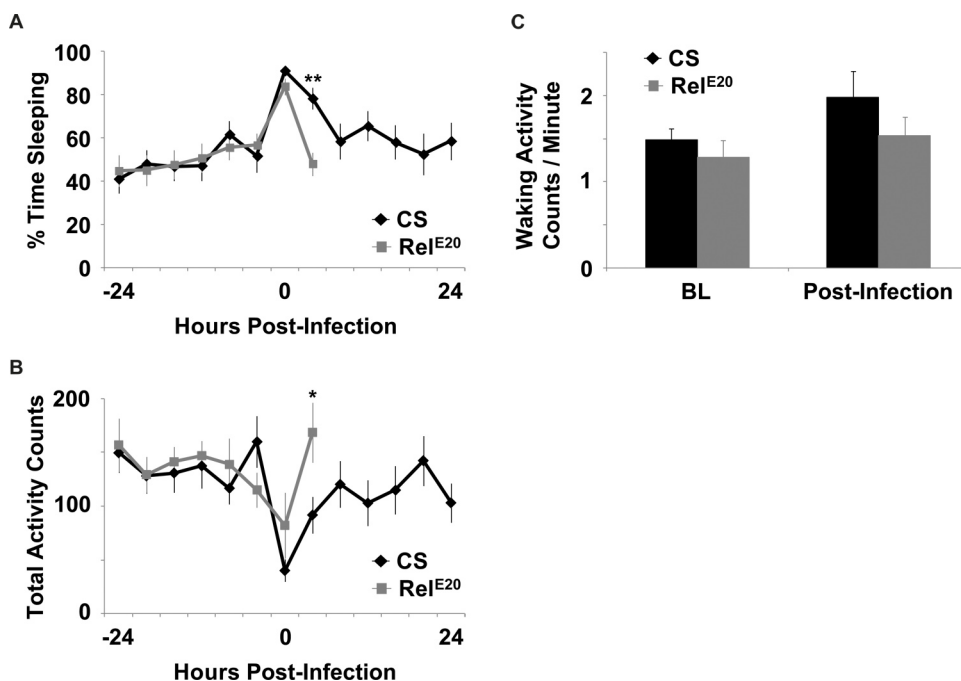 A
% Time Sleeping
100
80
60
40
20
0
**
CS
Rel^E20
-24
0
24
Hours Post-Infection
B
Total Activity Counts
200
100
0
*
CS
Rel^E20
-24
0
24
Hours Post-Infection
C
Waking Activity
Counts / Minute
2
1
0
CS
Rel^E20
BL
Post-Infection